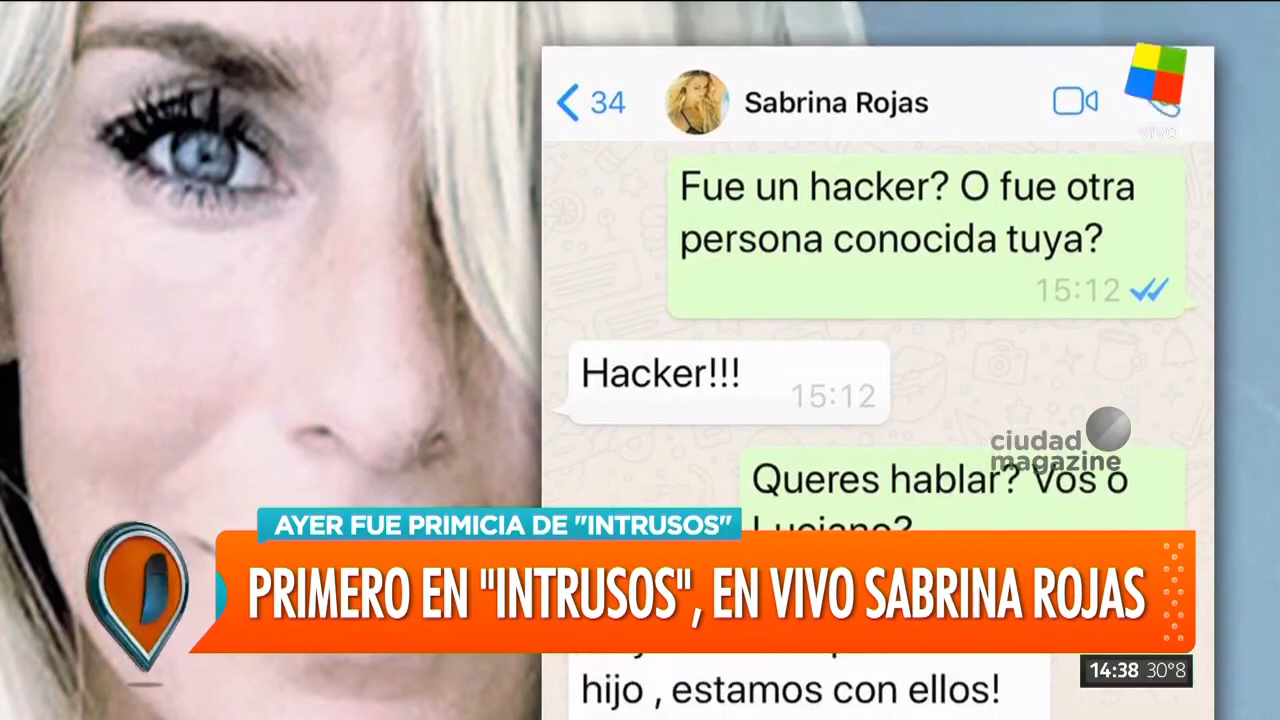 34
Sabrina Rojas
VIVO
Fue un hacker? O fue otra
persona conocida tuya?
15:12
Hacker!!!
15:12
ciudad
magazine
Queres hablar? Vos o
Luciano?
AYER FUE PRIMICIA DE "INTRUSOS"
PRIMERO EN "INTRUSOS", EN VIVO SABRINA ROJAS
14:38 30°8
hijo , estamos con ellos!